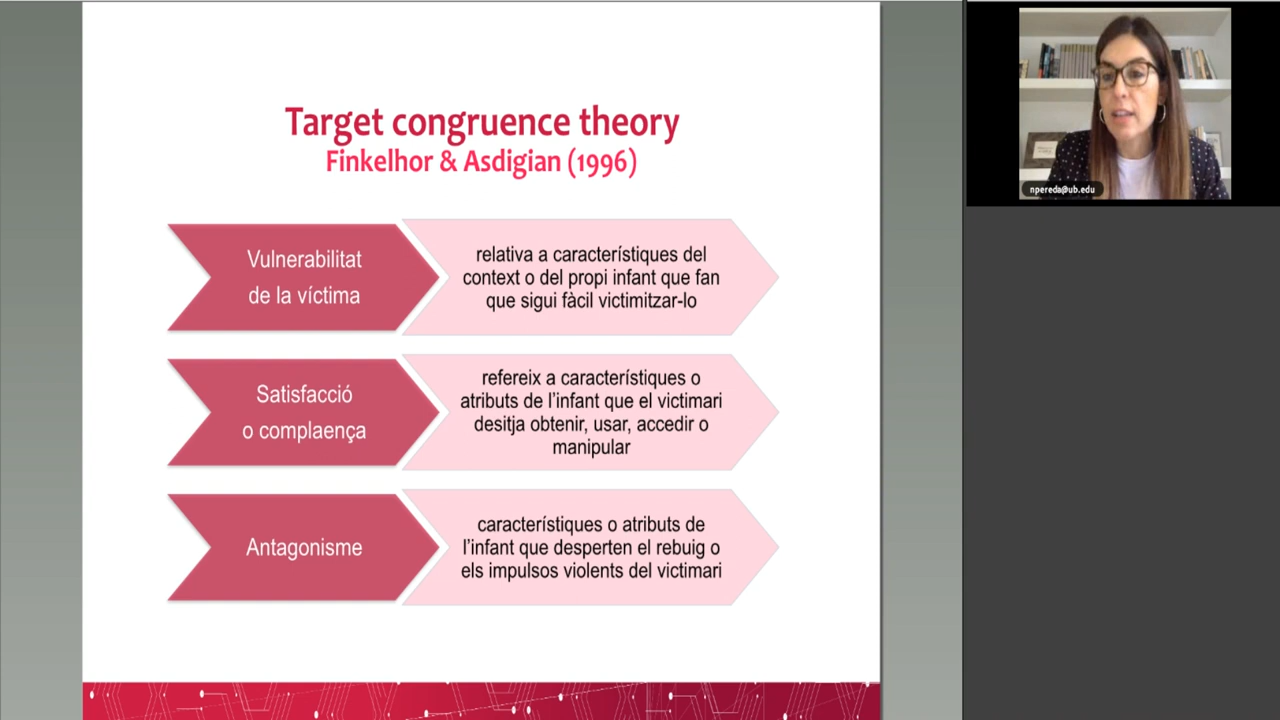 Target congruence theory
Finkelhor & Asdigian (1996)
Vulnerabilitat
de la víctima
relativa a característiques del
context o del propi infant que fan
que sigui fàcil victimitzar-lo
Satisfacció
o complaença
refereix a característiques o
atributs de l'infant que el victimari
desitja obtenir, usar, accedir o
manipular
Antagonisme
característiques o atributs de
l'infant que desperten el rebuig o
els impulsos violents del victimari
npereda@ub.edu